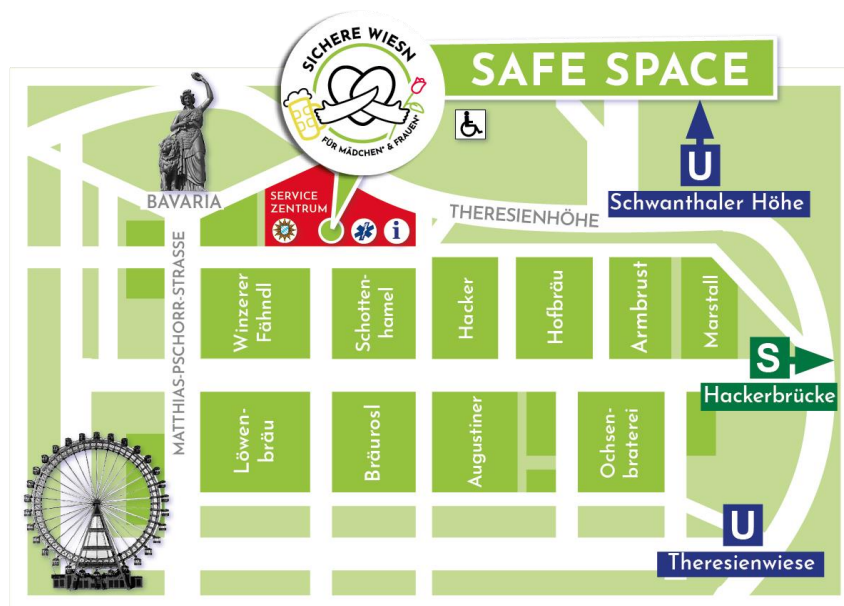 SICHERE WIESN
FÜR MÄDCHEN* & FRAUEN*
SAFE SPACE
U
Schwanthaler Höhe
BAVARIA
SERVICE
ZENTRUM
i
THERESIENHÖHE
MATTHIAS-PSCHORR-STRASSE
Winzerer
Fähndl
Schotten-
hamel
Hacker
Hofbräu
Armbrust
Marstall
S
Hackerbrücke
Löwen-
bräu
Bräurosl
Augustiner
Ochsen-
braterei
U
Theresienwiese